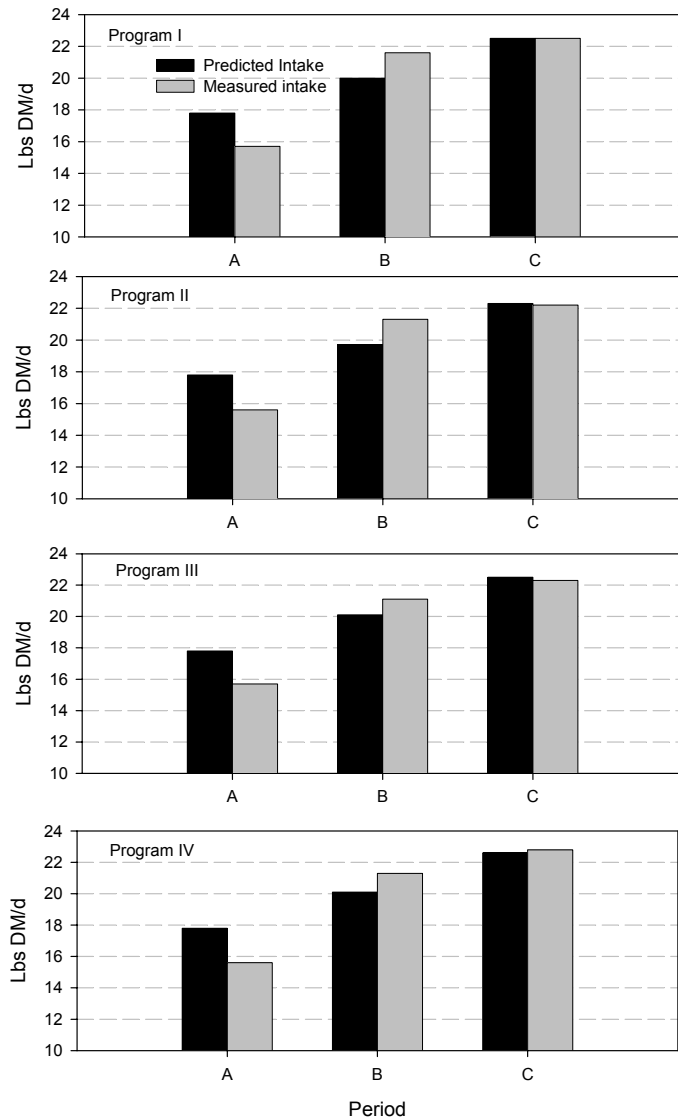 24
22
20
18
16
14
12
10
Lbs DM/d
Program I
Predicted Intake
Measured intake
A B C
24
22
20
18
16
14
12
10
Lbs DM/d
Program II
A B C
24
22
20
18
16
14
12
10
Lbs DM/d
Program III
A B C
24
22
20
18
16
14
12
10
Lbs DM/d
Program IV
A B C
Period